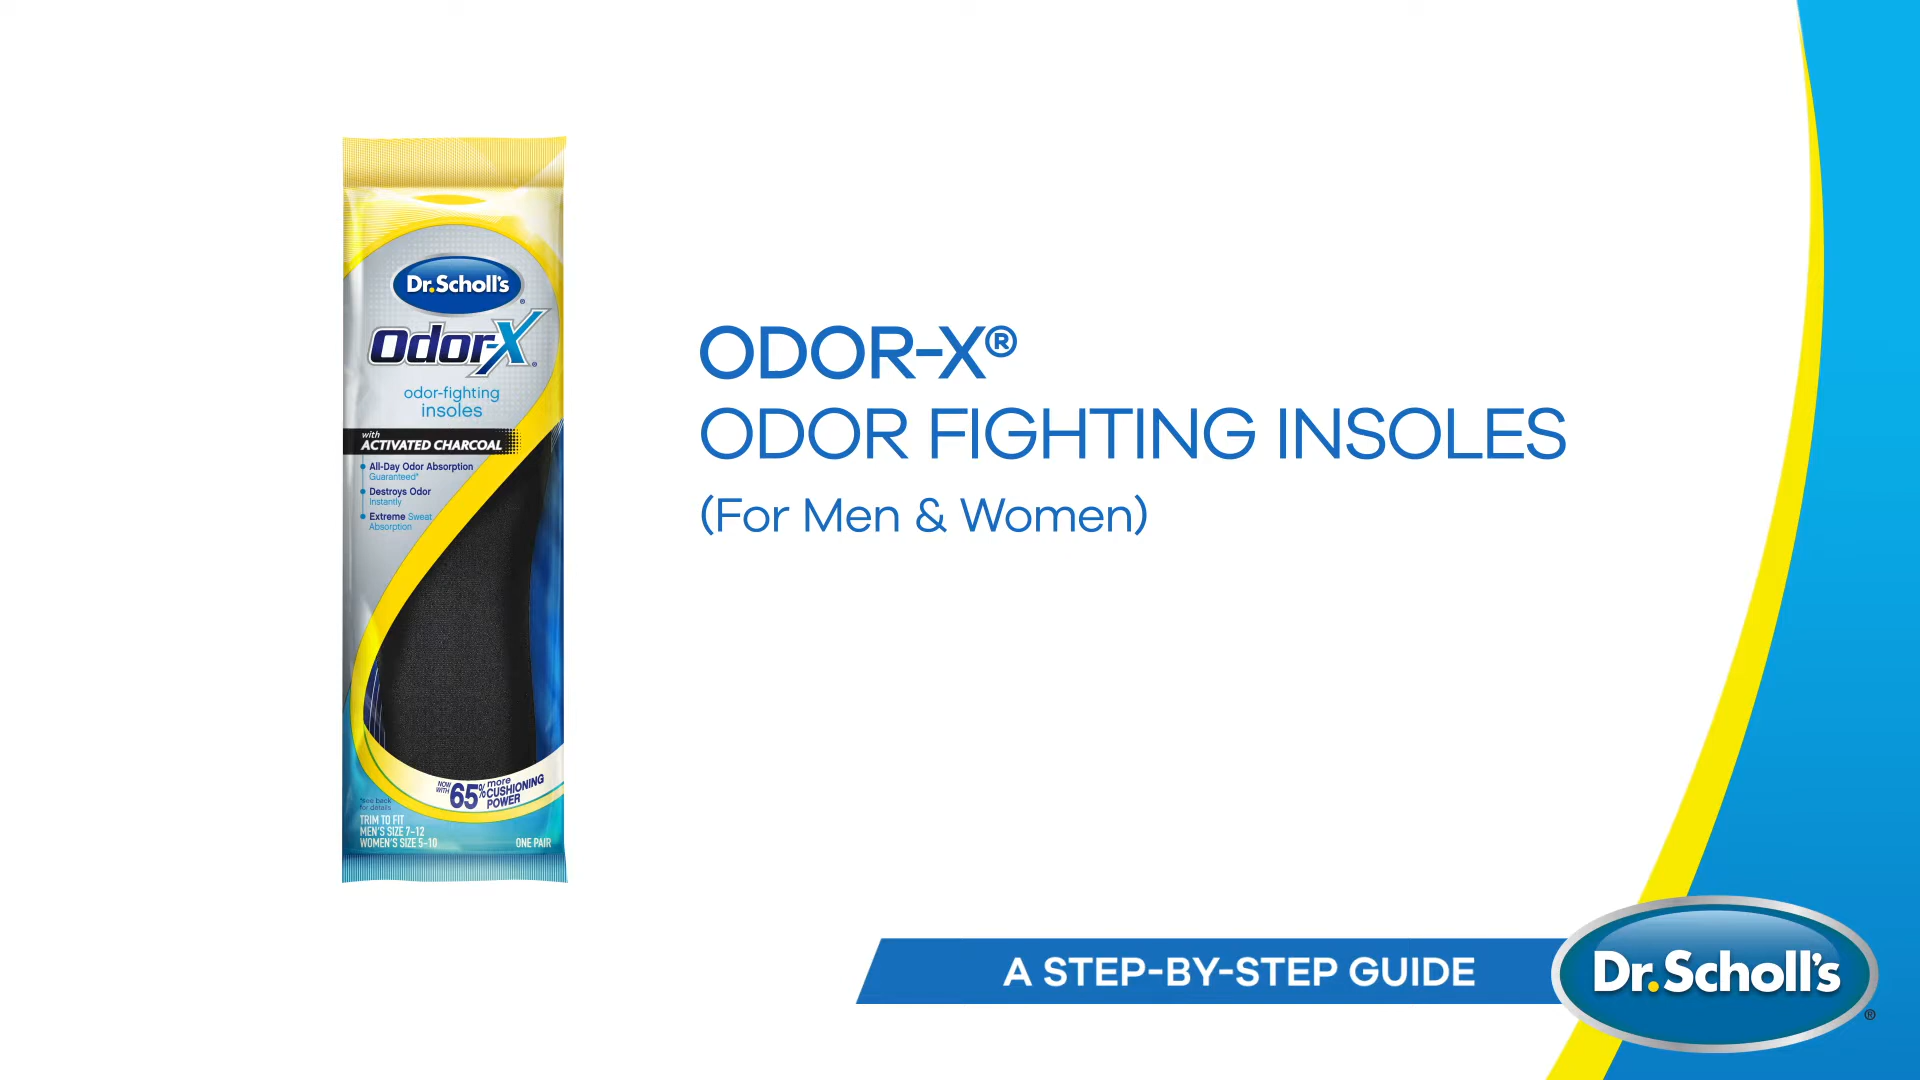 Dr.Scholl's®
Odor-X®
odor-fighting
insoles
with
ACTIVATED CHARCOAL
• All-Day Odor Absorption
Guaranteed*
• Destroys Odor
Instantly
• Extreme Sweat
Absorption
NOW WITH 65% more CUSHIONING POWER
*see back
for details
TRIM TO FIT
MEN'S SIZE 7-12
WOMEN'S SIZE 5-10
ONE PAIR
ODOR-X®
ODOR FIGHTING INSOLES
(For Men & Women)
A STEP-BY-STEP GUIDE
Dr.Scholl's®